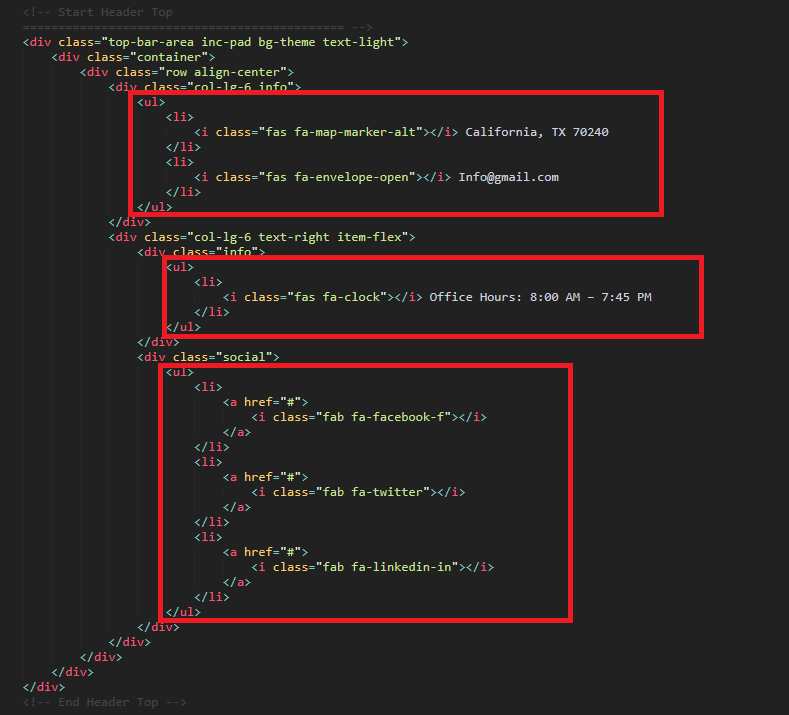 <!-- Start Header Top
============================================= -->
<div class="top-bar-area inc-pad bg-theme text-light">
<div class="container">
<div class="row align-center">
<div class="col-lg-6 info">
<ul>
<li>
<i class="fas fa-map-marker-alt"></i> California, TX 70240
</li>
<li>
<i class="fas fa-envelope-open"></i> Info@gmail.com
</li>
</ul>
</div>
<div class="col-lg-6 text-right item-flex">
<div class="info">
<ul>
<li>
<i class="fas fa-clock"></i> Office Hours: 8:00 AM – 7:45 PM
</li>
</ul>
</div>
<div class="social">
<ul>
<li>
<a href="#">
<i class="fab fa-facebook-f"></i>
</a>
</li>
<li>
<a href="#">
<i class="fab fa-twitter"></i>
</a>
</li>
<li>
<a href="#">
<i class="fab fa-linkedin-in"></i>
</a>
</li>
</ul>
</div>
</div>
</div>
</div>
</div>
<!-- End Header Top -->